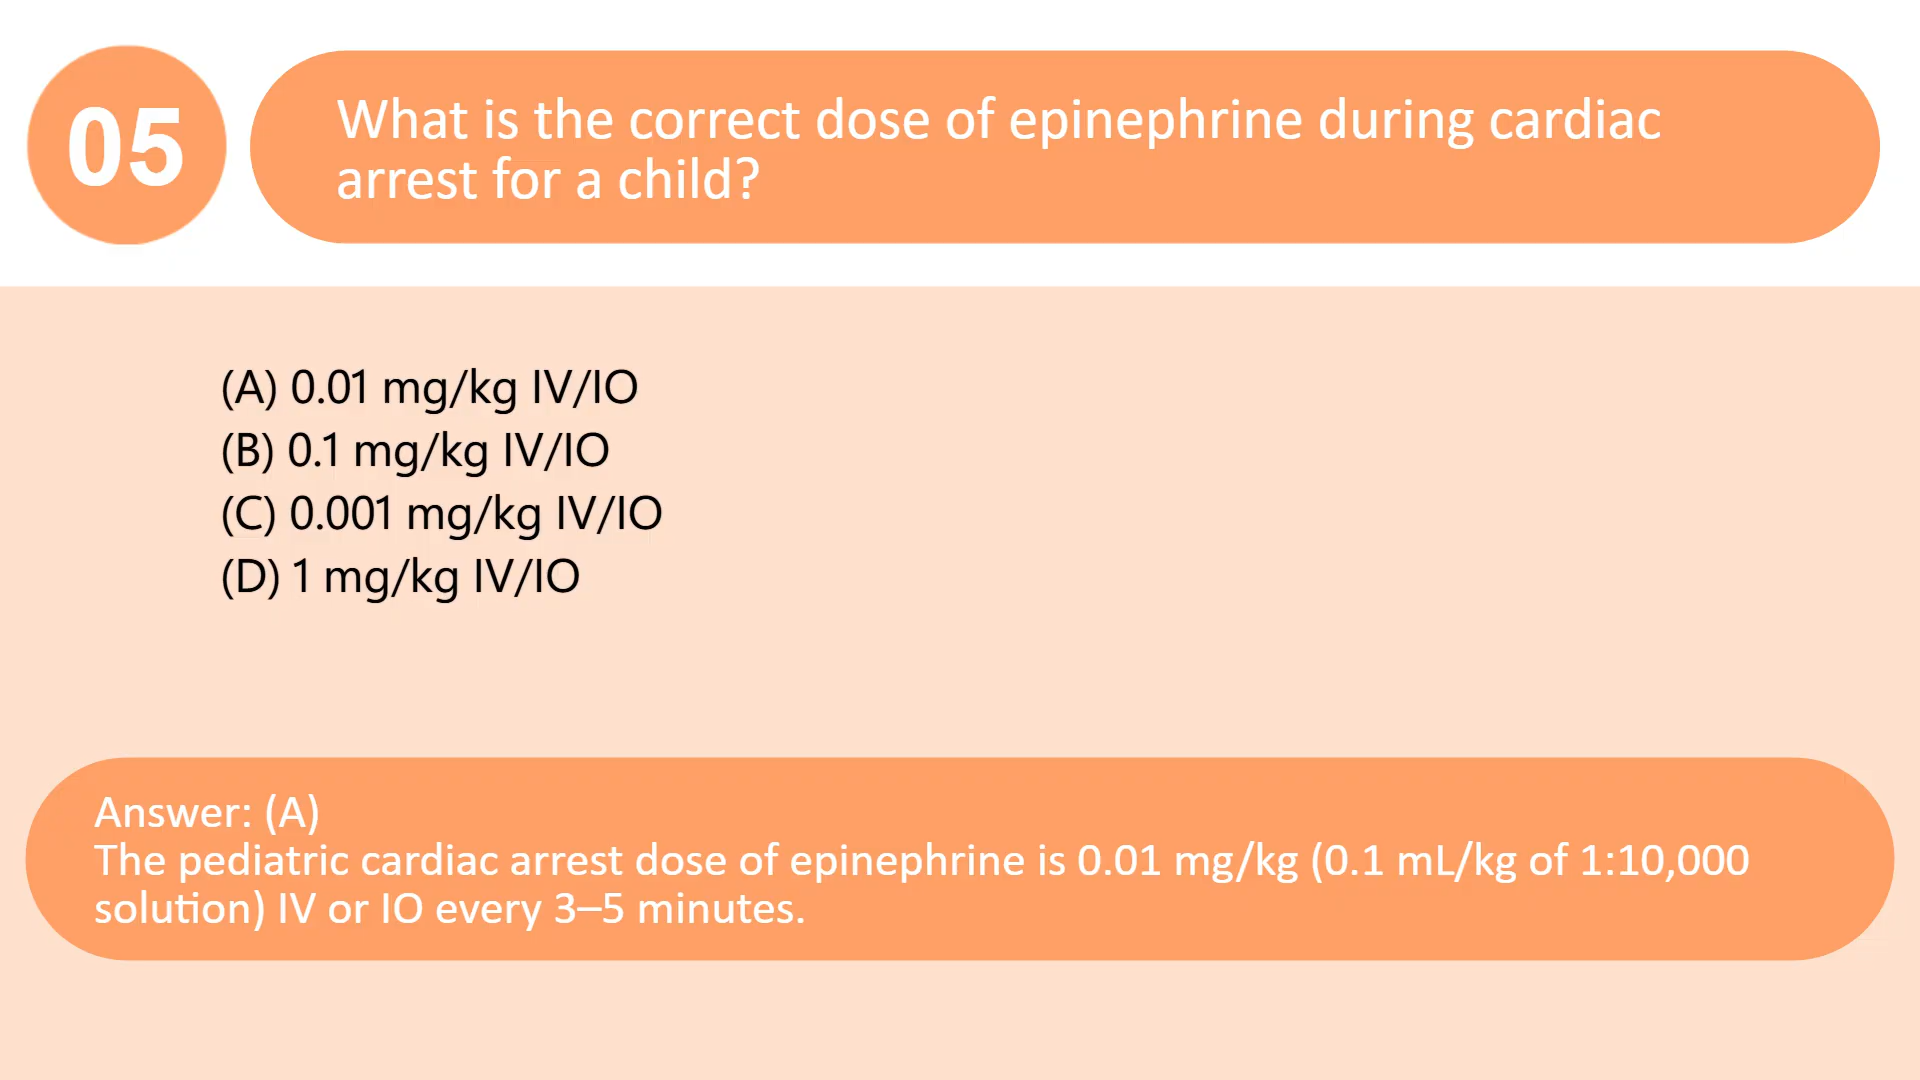 05
What is the correct dose of epinephrine during cardiac
arrest for a child?
(A) 0.01 mg/kg IV/IO
(B) 0.1 mg/kg IV/IO
(C) 0.001 mg/kg IV/IO
(D) 1 mg/kg IV/IO
Answer: (A)
The pediatric cardiac arrest dose of epinephrine is 0.01 mg/kg (0.1 mL/kg of 1:10,000
solution) IV or IO every 3–5 minutes.